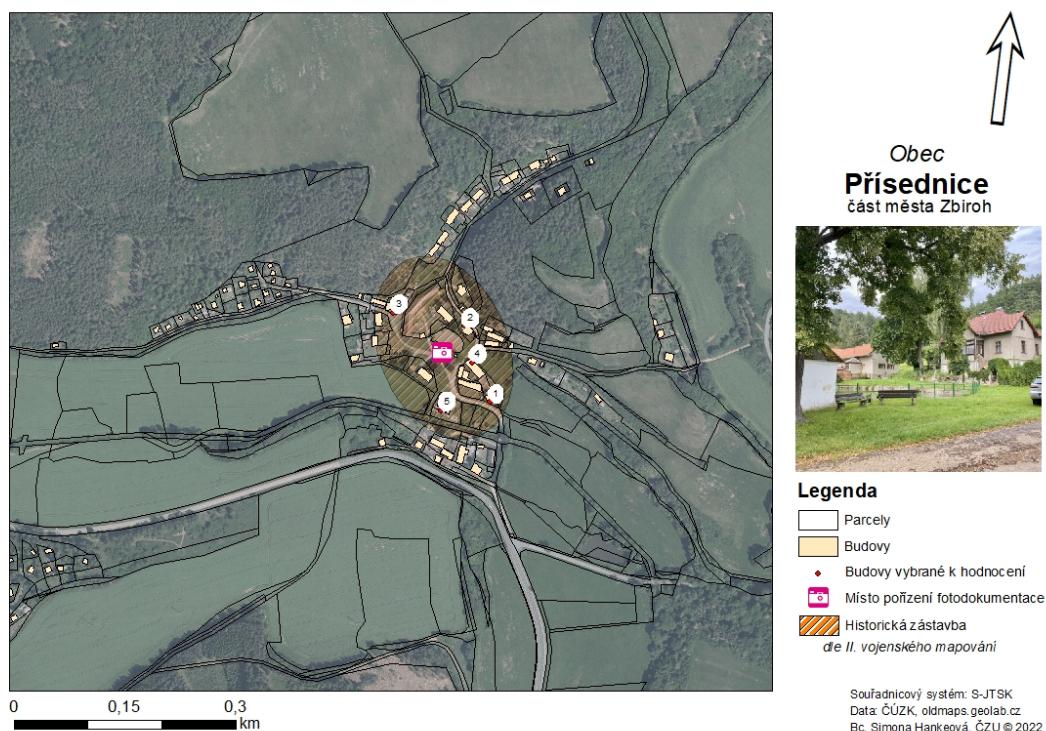 Obec
Přísednice
část města Zbiroh
3
2
4
1
5
Legenda
Parcely
Budovy
Budovy vybrané k hodnocení
Místo pořízení fotodokumentace
Historická zástavba
dle II. vojenského mapování
0 0,15 0,3
km
Souřadnicový systém: S-JTSK
Data: ČÚZK, oldmaps.geolab.cz
Bc. Simona Hankeová, ČZU © 2022